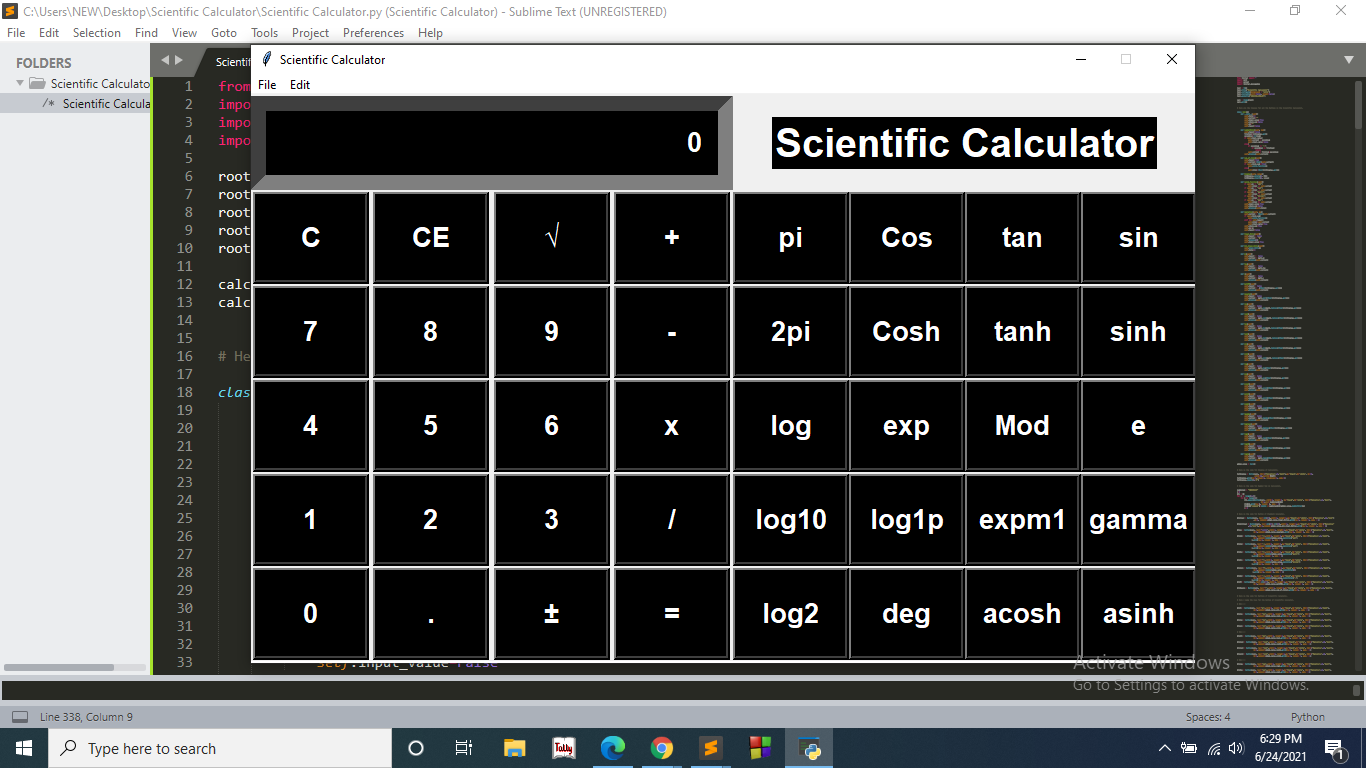 C:\Users\NEW\Desktop\Scientific Calculator\Scientific Calculator.py (Scientific Calculator) - Sublime Text (UNREGISTERED)
File Edit Selection Find View Goto Tools Project Preferences Help
FOLDERS
Scientific Calculato
/* Scientific Calcula
Scientif
1 from
2 impo
3 impo
4 impo
5
6 root
7 root
8 root
9 root
10 root
11
12 calc
13 calc
14
15
16 # He
17
18 clas
19
20
21
22
23
24
25
26
27
28
29
30
31
32
33 self.input_value=False
Scientific Calculator
File Edit
0
Scientific Calculator
C CE √ + pi Cos tan sin
7 8 9 - 2pi Cosh tanh sinh
4 5 6 x log exp Mod e
1 2 3 / log10 log1p expm1 gamma
0 . ± = log2 deg acosh asinh
Activate Windows
Go to Settings to activate Windows.
Line 338, Column 9 Spaces: 4 Python
Type here to search
Tally
6:29 PM
6/24/2021
1